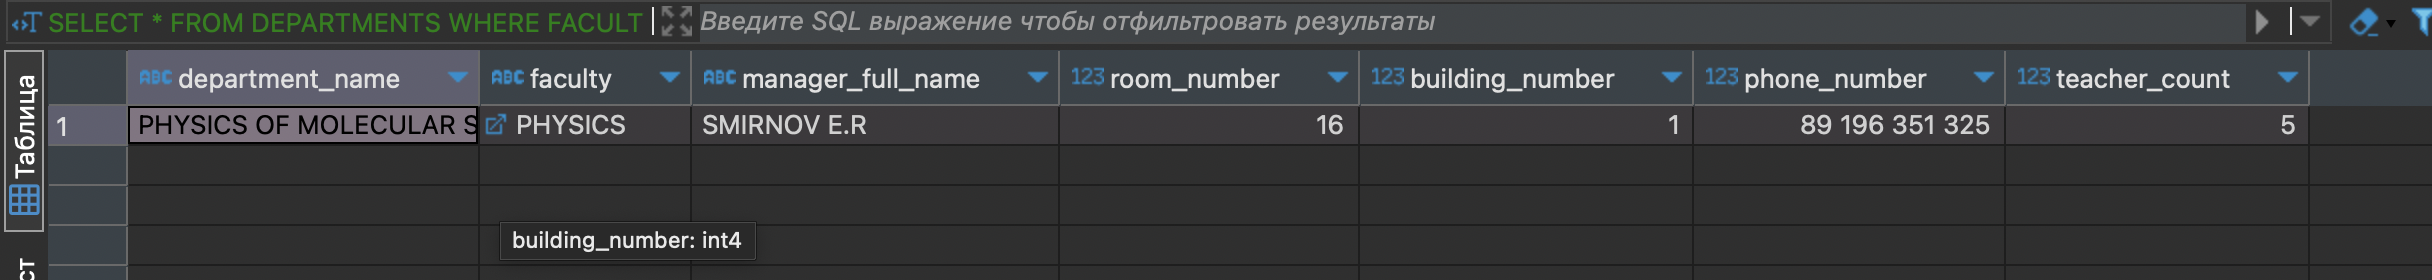 SELECT * FROM DEPARTMENTS WHERE FACULT Введите SQL выражение чтобы отфильтровать результаты
ABC department_name ABC faculty ABC manager_full_name 123 room_number 123 building_number 123 phone_number 123 teacher_count
1 PHYSICS OF MOLECULAR S PHYSICS SMIRNOV E.R 16 1 89 196 351 325 5
building_number: int4
Таблица
ст